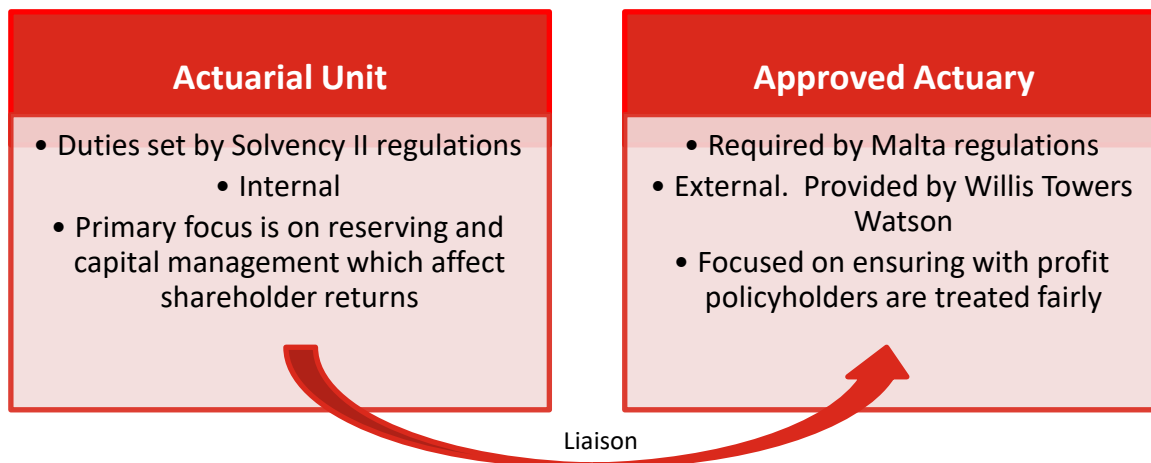 Actuarial Unit
• Duties set by Solvency II regulations
• Internal
• Primary focus is on reserving and
capital management which affect
shareholder returns
Approved Actuary
• Required by Malta regulations
• External.  Provided by Willis Towers
Watson
• Focused on ensuring with profit
policyholders are treated fairly
Liaison